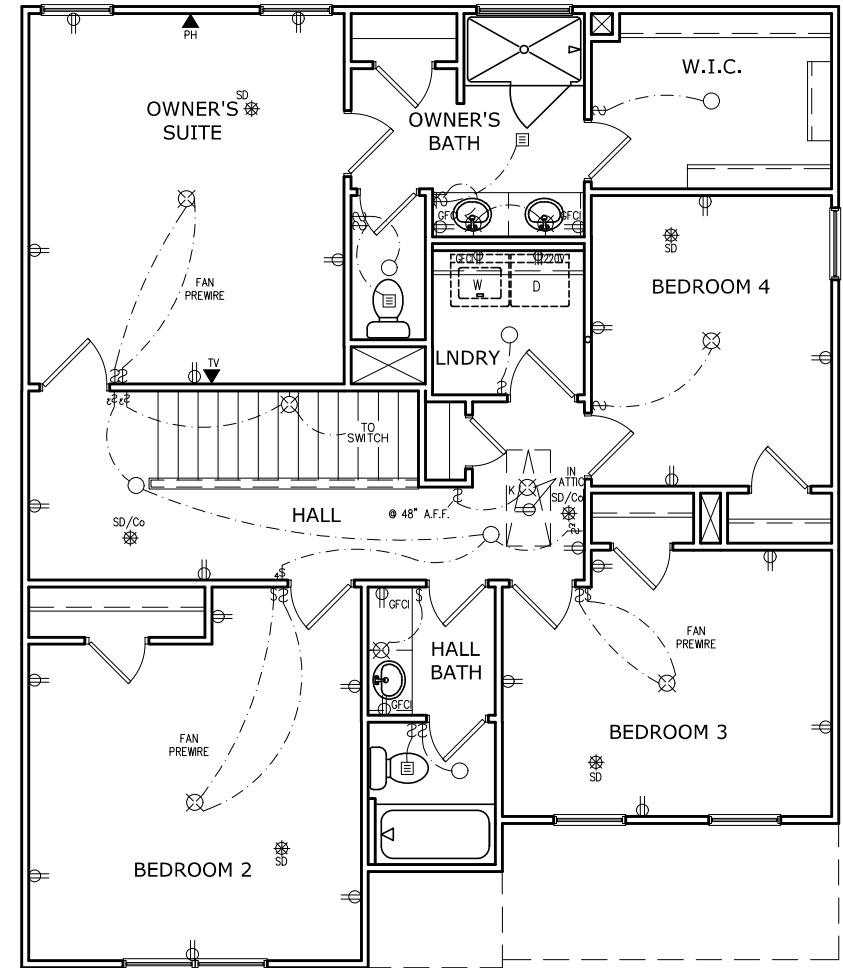 PH
W.I.C.
SD
OWNER'S
SUITE
OWNER'S
BATH
GFCI
GFCI
SD
GFCI
220V
FAN
PREWIRE
W
D
BEDROOM 4
LNDRY
TV
TO
SWITCH
IN
ATTIC
K
SD/Co
HALL
@ 48" A.F.F.
SD/Co
GFCI
FAN
PREWIRE
HALL
BATH
GFCI
BEDROOM 3
FAN
PREWIRE
SD
SD
BEDROOM 2